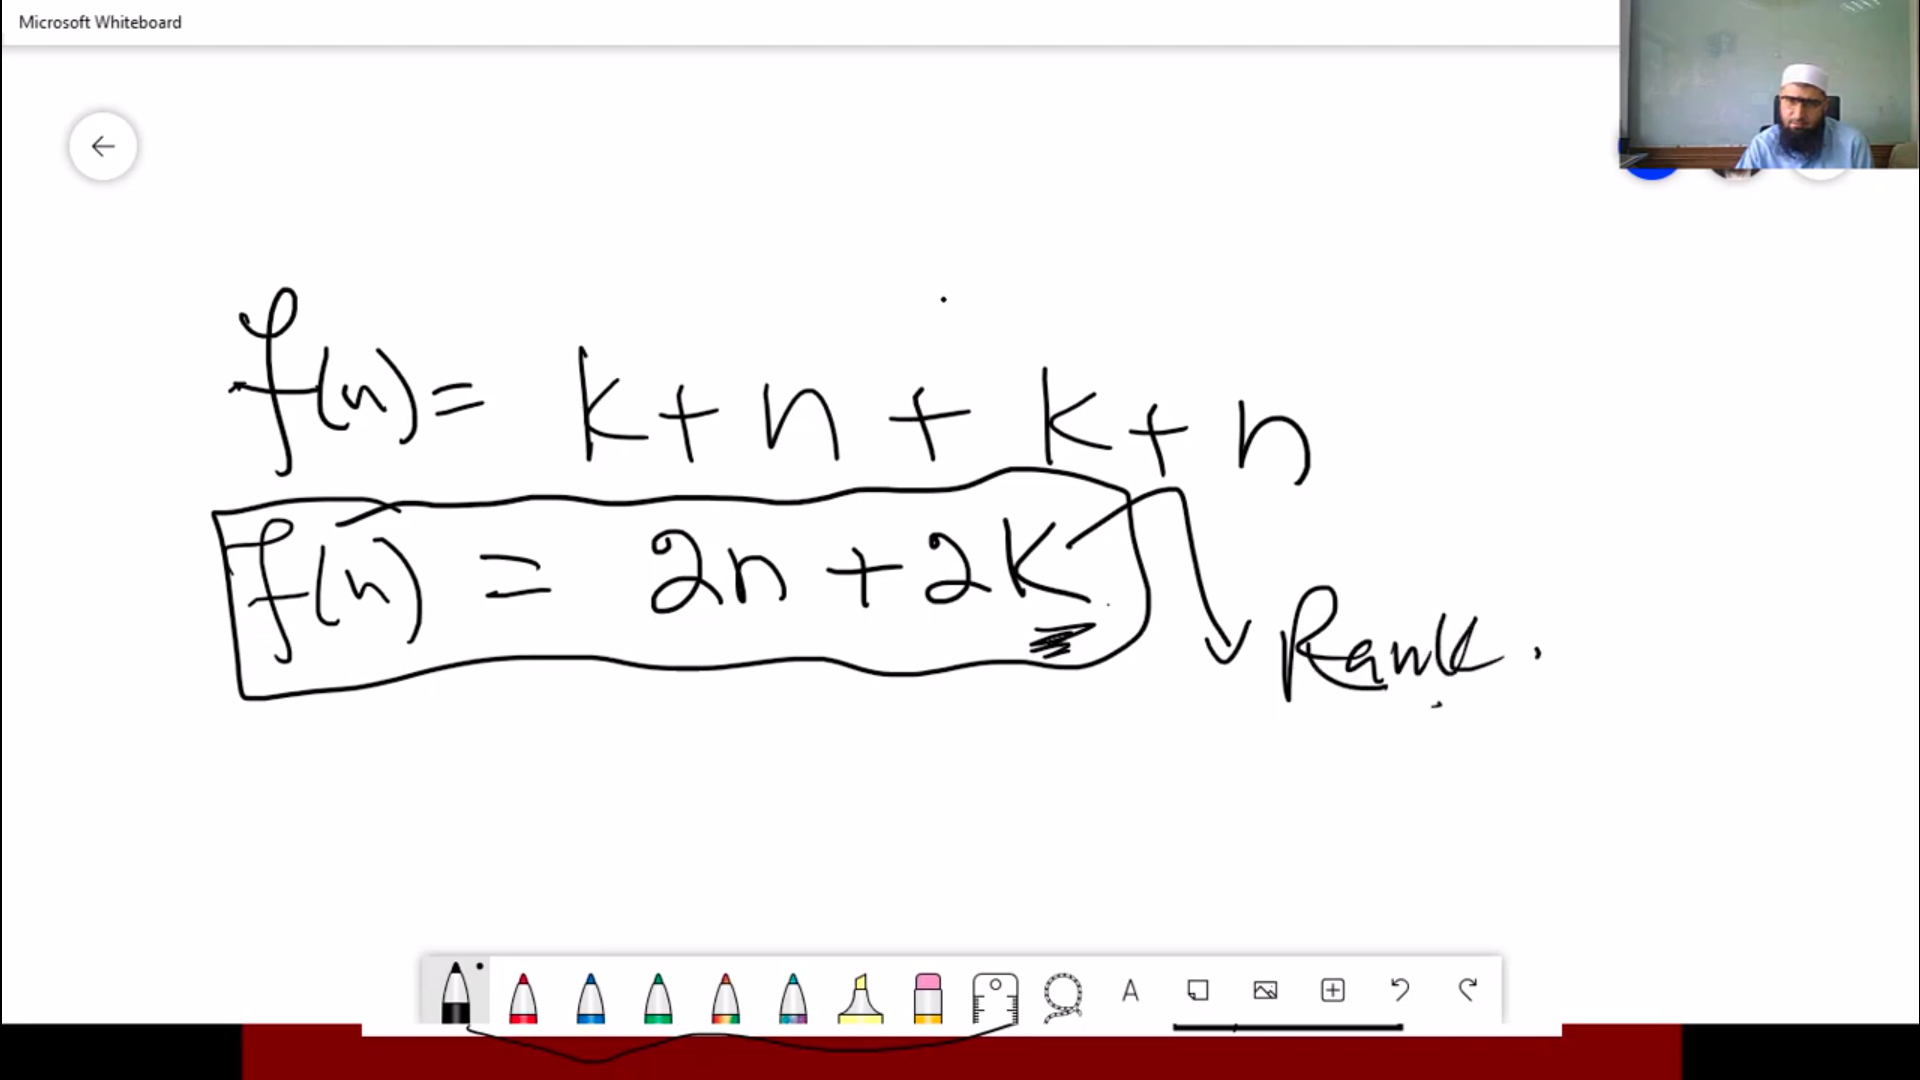 Microsoft Whiteboard
f(n) = k + n + k + n
f(n) = 2n + 2K
Rank.
A